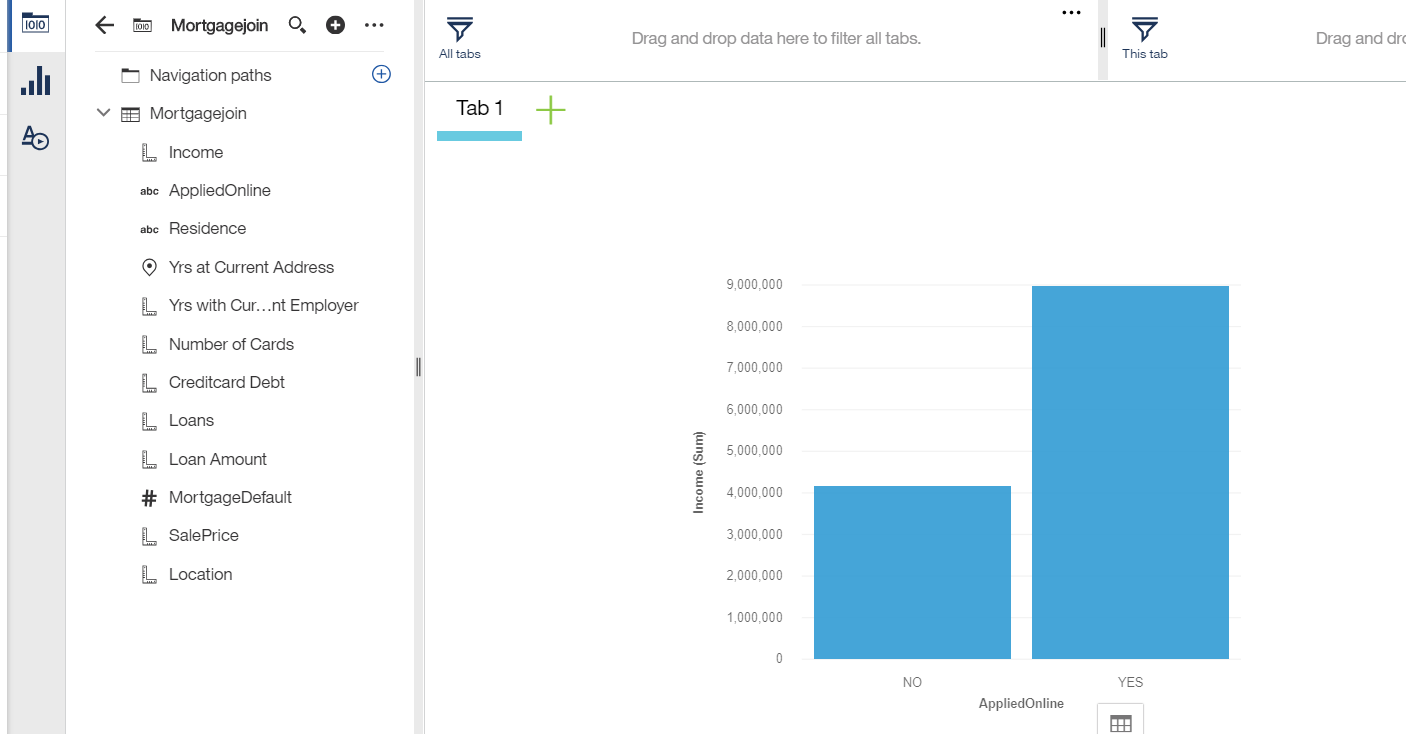 Mortgagejoin
Navigation paths
Mortgagejoin
Income
abc AppliedOnline
abc Residence
Yrs at Current Address
Yrs with Cur…nt Employer
Number of Cards
Creditcard Debt
Loans
Loan Amount
# MortgageDefault
SalePrice
Location
All tabs
Drag and drop data here to filter all tabs.
This tab
Drag and dro
Tab 1
9,000,000
8,000,000
7,000,000
6,000,000
5,000,000
4,000,000
3,000,000
2,000,000
1,000,000
0
Income (Sum)
NO
YES
AppliedOnline